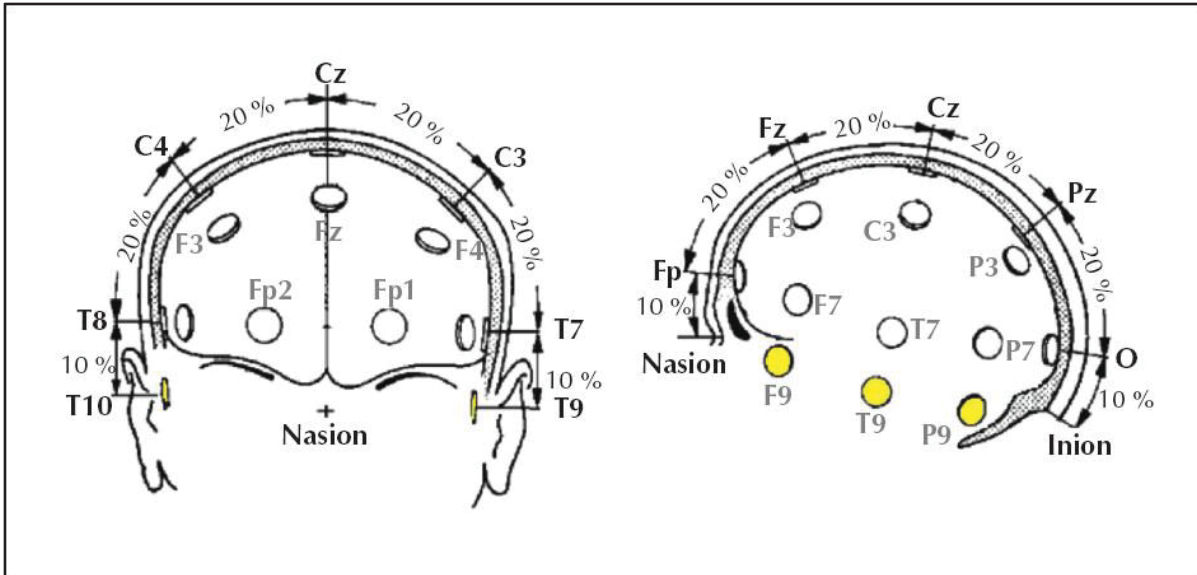 Cz
20 %
20 %
C4
C3
20 %
20 %
F3
Fz
F4
Fp2
Fp1
T8
T7
10 %
10 %
T10
T9
Nasion
Cz
Fz
20 %
20 %
Pz
20 %
20 %
F3
C3
P3
Fp
10 %
F7
T7
P7
O
Nasion
10 %
F9
T9
P9
Inion